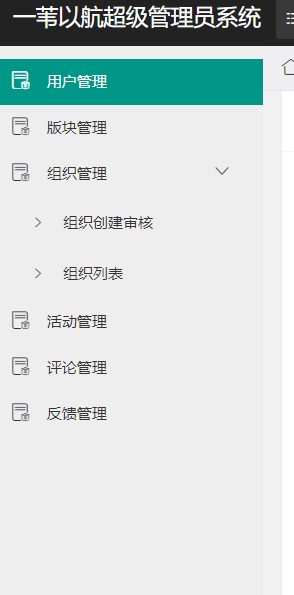 一苇以航超级管理员系统
用户管理
版块管理
组织管理
组织创建审核
组织列表
活动管理
评论管理
反馈管理